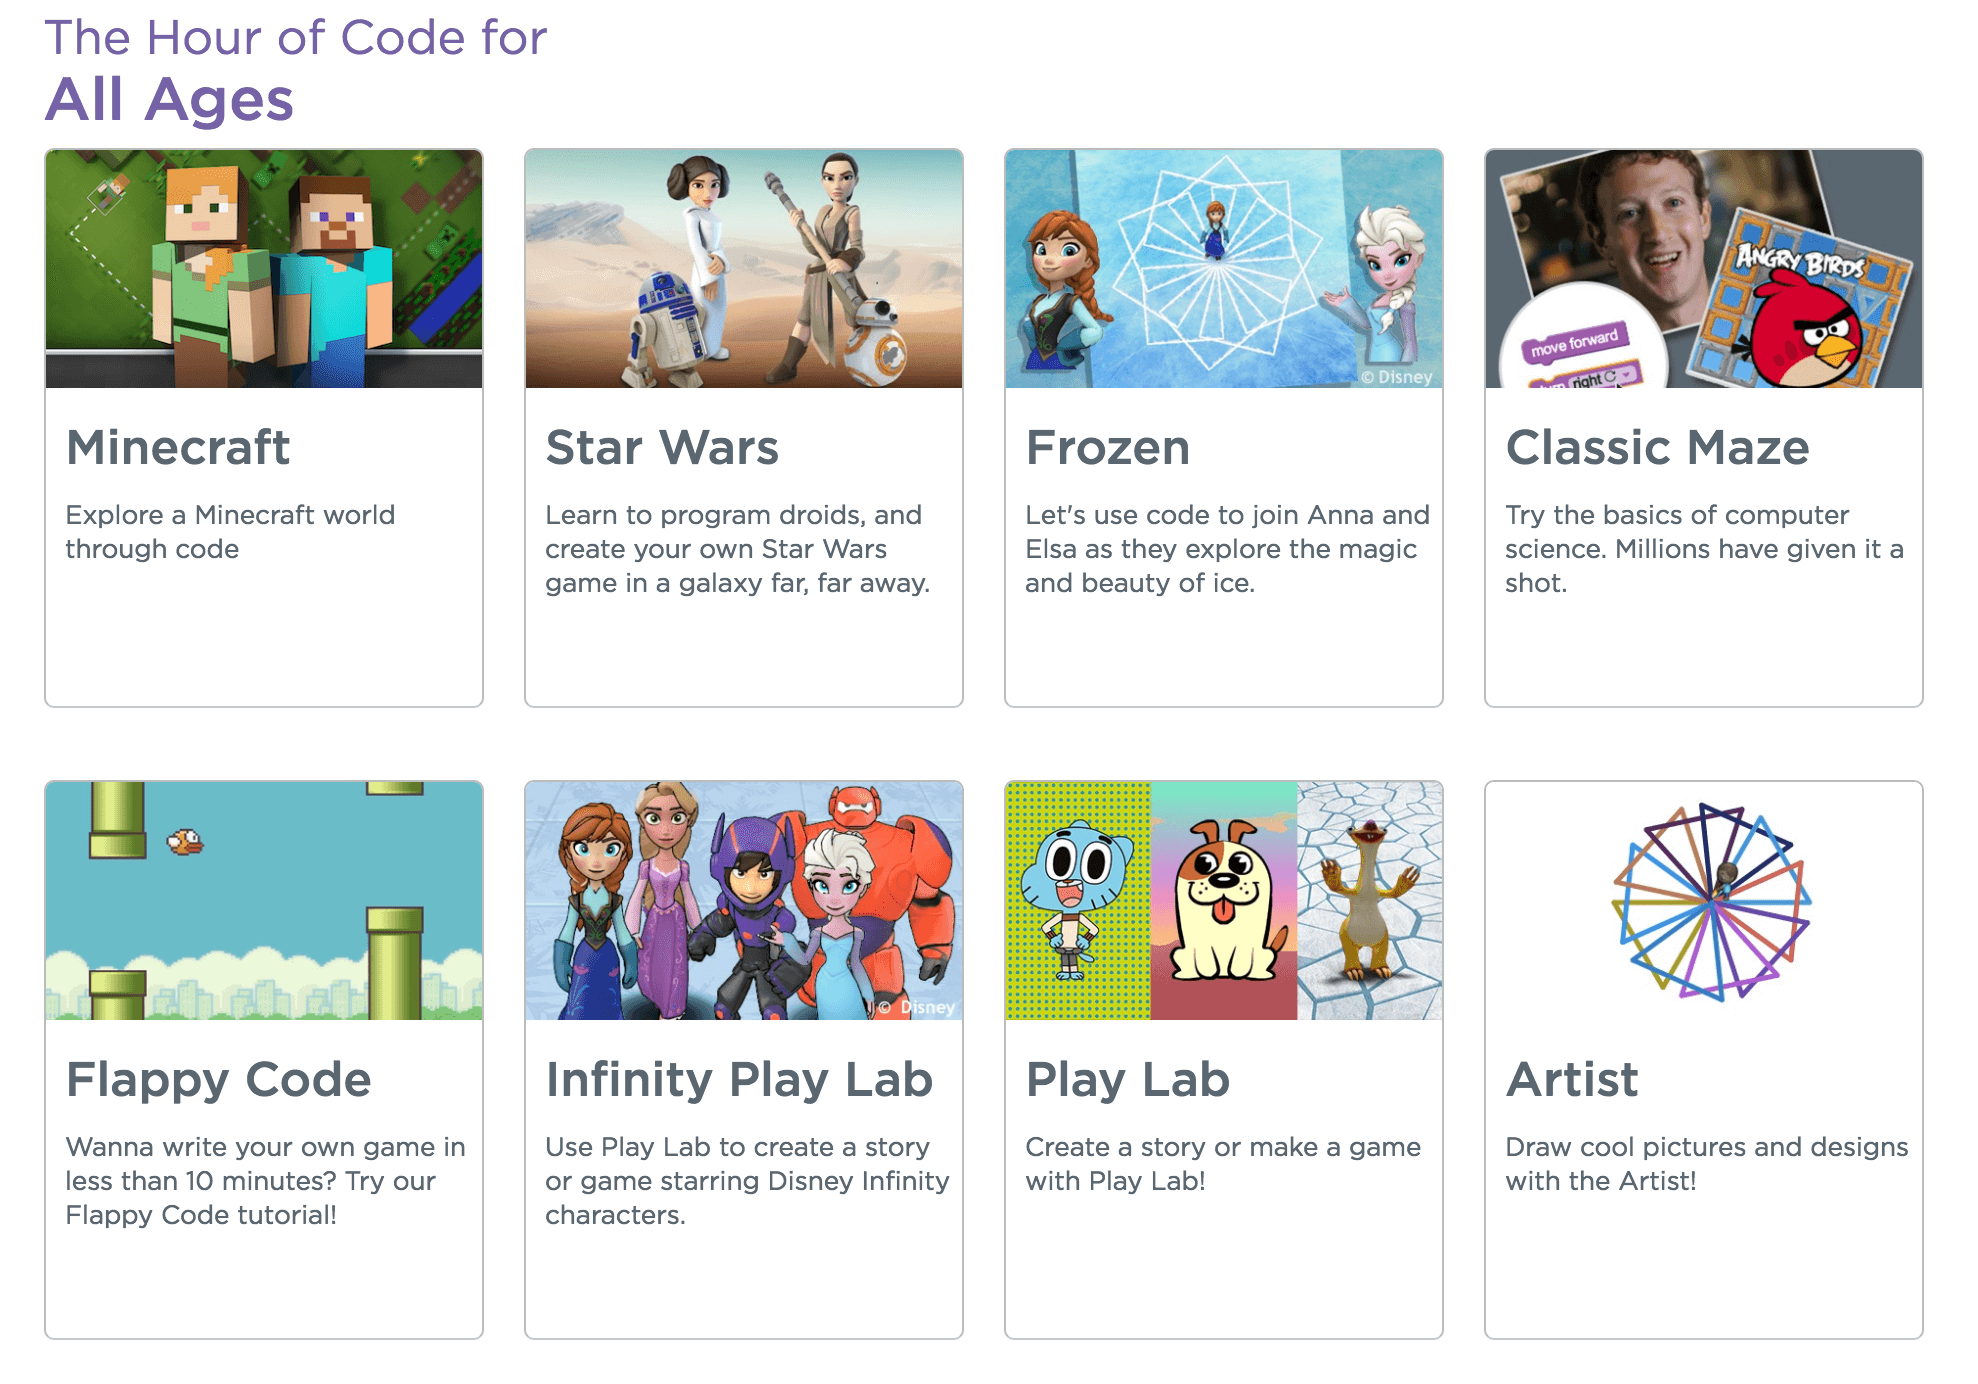 The Hour of Code for
All Ages
© Disney
ANGRY BIRDS
move forward
turn right
Minecraft
Explore a Minecraft world
through code
Star Wars
Learn to program droids, and
create your own Star Wars
game in a galaxy far, far away.
Frozen
Let's use code to join Anna and
Elsa as they explore the magic
and beauty of ice.
Classic Maze
Try the basics of computer
science. Millions have given it a
shot.
© Disney
Flappy Code
Wanna write your own game in
less than 10 minutes? Try our
Flappy Code tutorial!
Infinity Play Lab
Use Play Lab to create a story
or game starring Disney Infinity
characters.
Play Lab
Create a story or make a game
with Play Lab!
Artist
Draw cool pictures and designs
with the Artist!